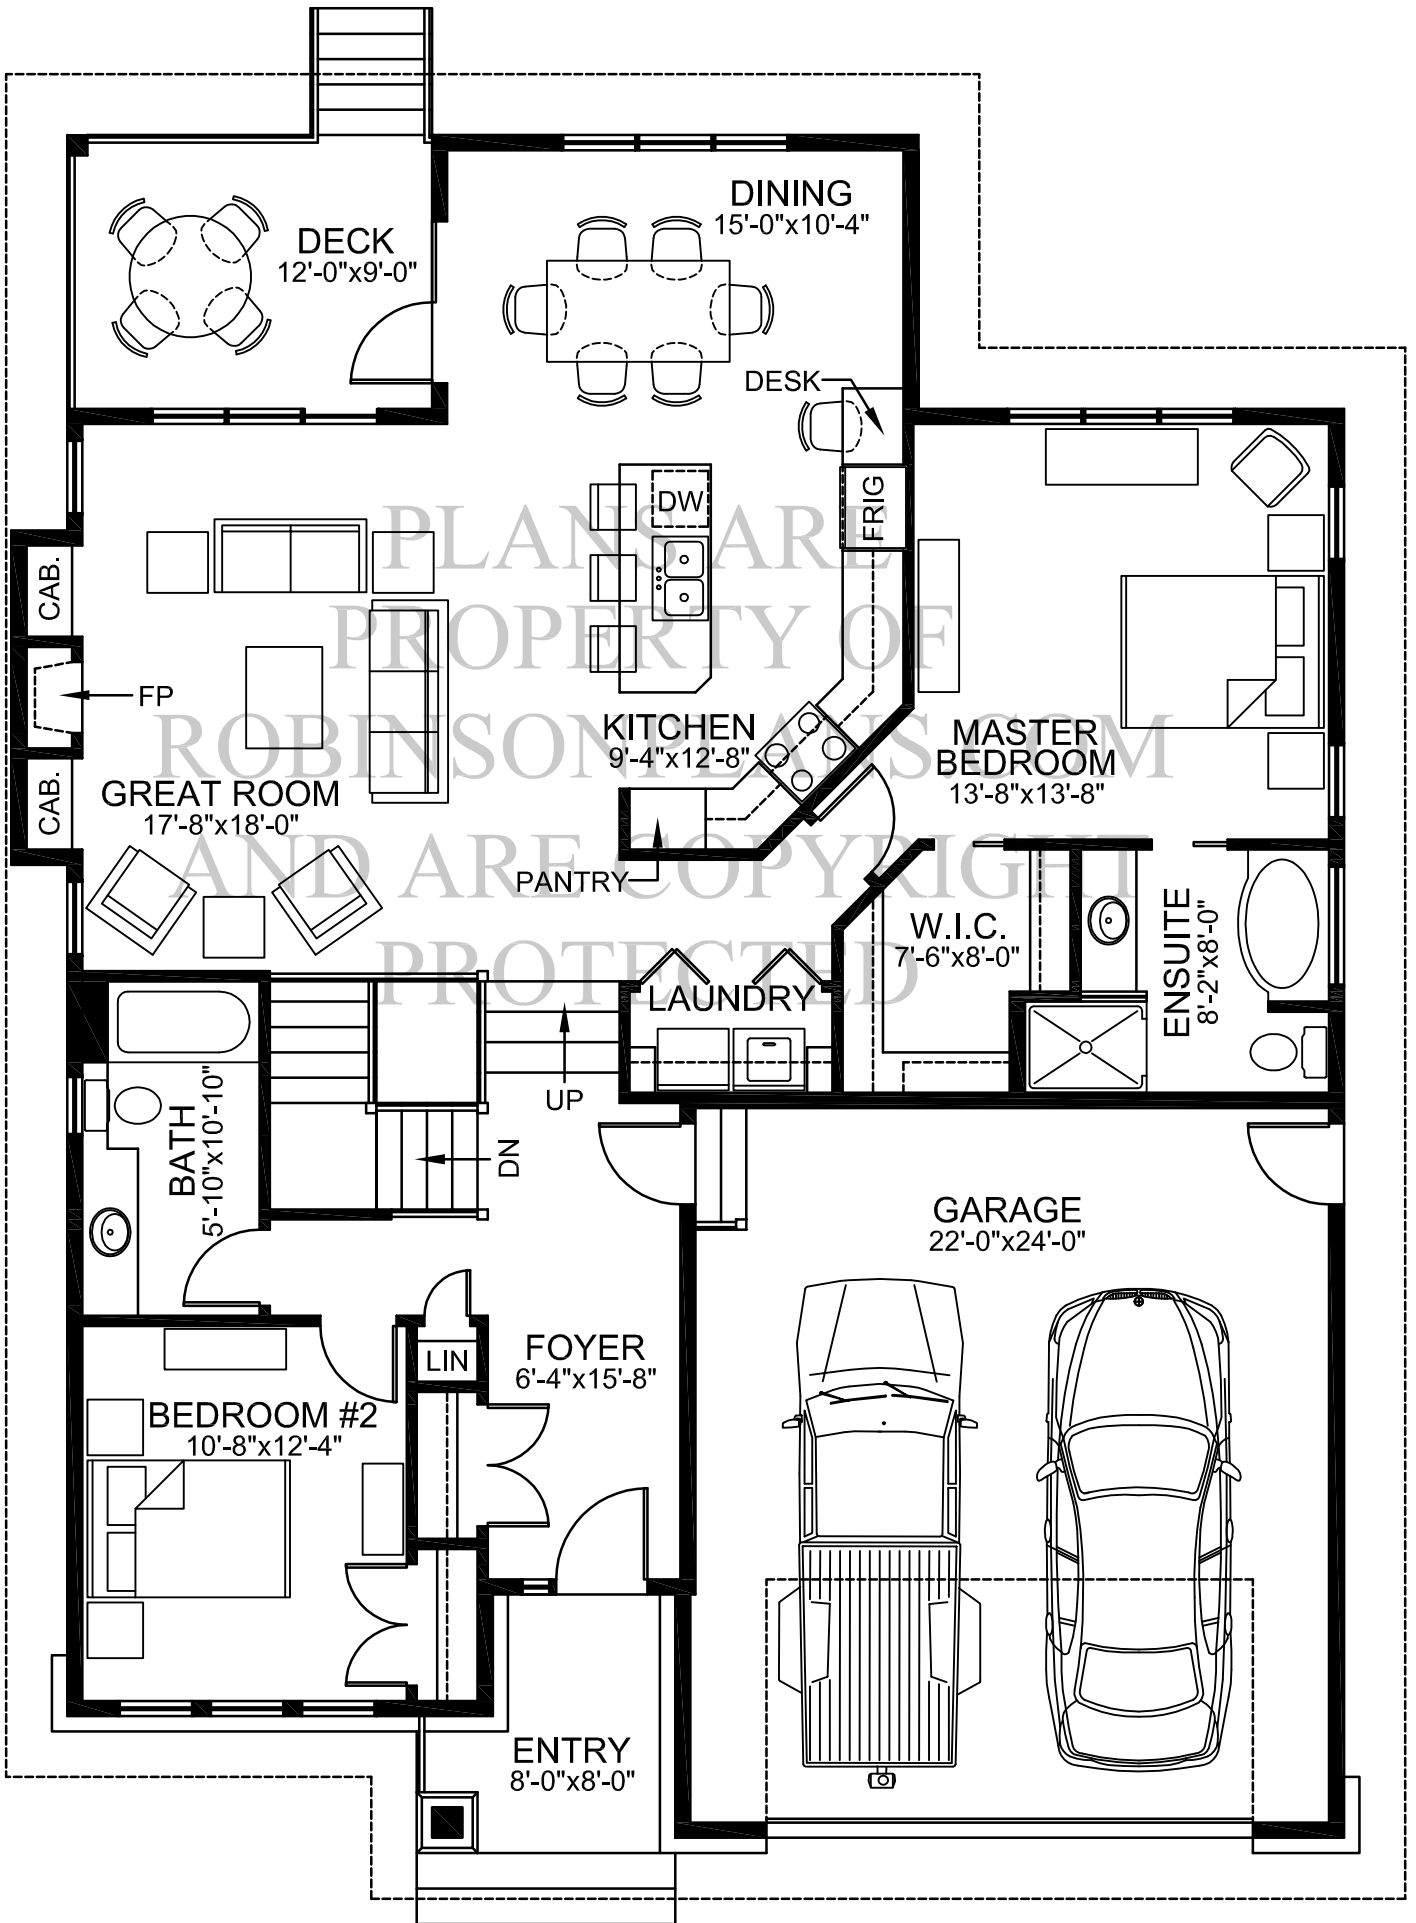 DINING
15'-0"x10'-4"
DECK
12'-0"x9'-0"
DESK
DW
FRIG
PLANS ARE
PROPERTY OF
ROBINSONPLANS.COM
AND ARE COPYRIGHT
PROTECTED
CAB.
FP
CAB.
KITCHEN
9'-4"x12'-8"
MASTER
BEDROOM
13'-8"x13'-8"
GREAT ROOM
17'-8"x18'-0"
PANTRY
W.I.C.
7'-6"x8'-0"
ENSUITE
8'-2"x8'-0"
LAUNDRY
UP
DN
BATH
5'-10"x10'-10"
GARAGE
22'-0"x24'-0"
LIN
FOYER
6'-4"x15'-8"
BEDROOM #2
10'-8"x12'-4"
ENTRY
8'-0"x8'-0"